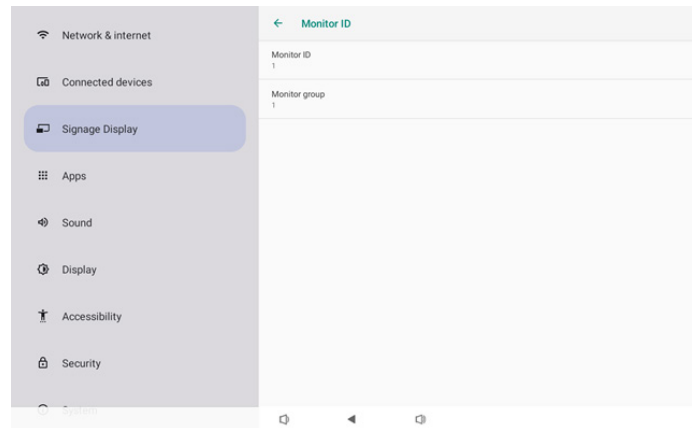 Network & internet
Connected devices
Signage Display
Apps
Sound
Display
Accessibility
Security
System
Monitor ID
Monitor ID
1
Monitor group
1